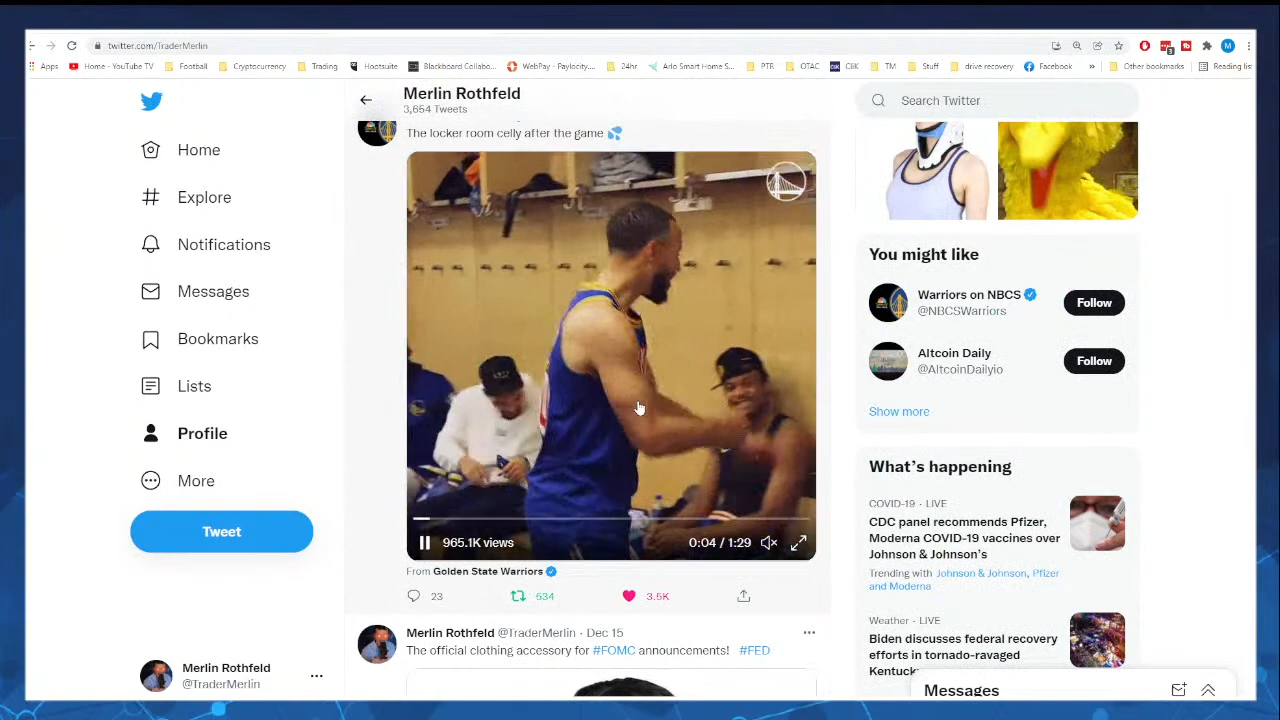 twitter.com/TraderMerlin
Apps
Home - YouTube TV
Football
Cryptocurrency
Trading
Hootsuite
Blackboard Collabo...
WebPay - Paylocity....
24hr
Arlo Smart Home S...
PTR
OTAC
CliK
TM
Stuff
drive recovery
Facebook
»
Other bookmarks
Reading list
Merlin Rothfeld
3,654 Tweets
Search Twitter
Home
Explore
Notifications
Messages
Bookmarks
Lists
Profile
More
Tweet
Merlin Rothfeld
@TraderMerlin
The locker room celly after the game 💦
965.1K views
0:04 / 1:29
From Golden State Warriors
23
534
3.5K
Merlin Rothfeld @TraderMerlin · Dec 15
The official clothing accessory for #FOMC announcements! #FED
You might like
Warriors on NBCS
@NBCSWarriors
Follow
Altcoin Daily
@AltcoinDailyio
Follow
Show more
What's happening
COVID-19 · LIVE
CDC panel recommends Pfizer,
Moderna COVID-19 vaccines over
Johnson & Johnson's
Trending with Johnson & Johnson, Pfizer
and Moderna
Weather · LIVE
Biden discusses federal recovery
efforts in tornado-ravaged
Messages